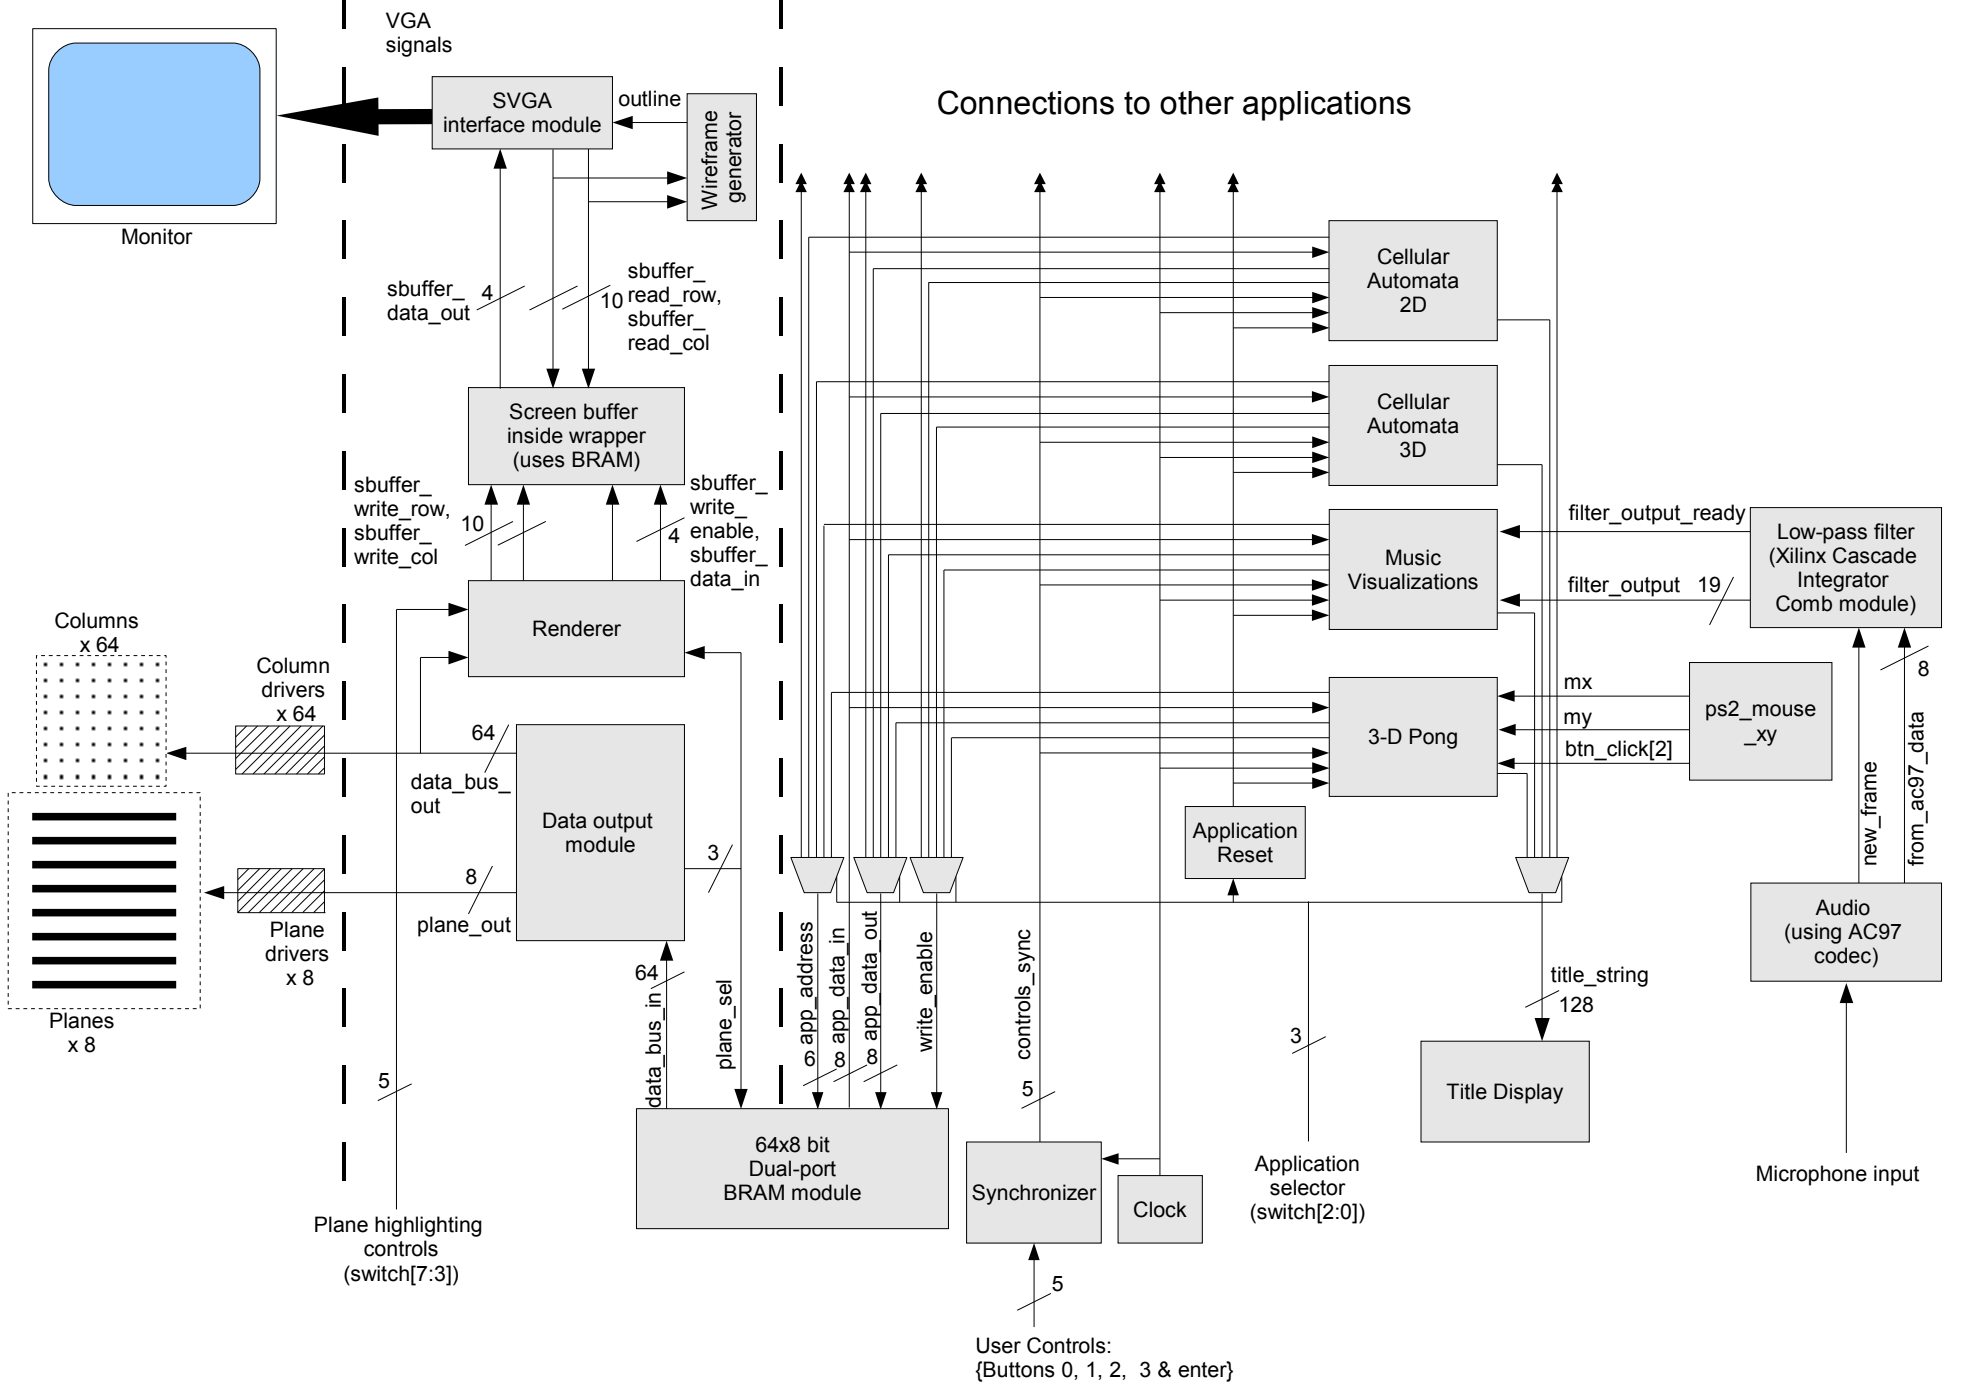 VGA
signals
Connections to other applications
SVGA
interface module
outline
Wireframe
generator
Monitor
sbuffer_
data_out
4
10
sbuffer_
read_row,
sbuffer_
read_col
Cellular
Automata
2D
Cellular
Automata
3D
Screen buffer
inside wrapper
(uses BRAM)
sbuffer_
write_row,
sbuffer_
write_col
10
4
sbuffer_
write_
enable,
sbuffer_
data_in
Music
Visualizations
filter_output_ready
filter_output
19
Low-pass filter
(Xilinx Cascade
Integrator
Comb module)
Renderer
Columns
x 64
Column
drivers
x 64
64
data_bus_
out
3-D Pong
mx
my
btn_click[2]
ps2_mouse
_xy
8
new_frame
from_ac97_data
Data output
module
3
8
plane_out
Plane
drivers
x 8
Planes
x 8
Application
Reset
Audio
(using AC97
codec)
64
data_bus_in
plane_sel
6
app_address
8
app_data_in
8
app_data_out
write_enable
controls_sync
5
3
title_string
128
Title Display
5
64x8 bit
Dual-port
BRAM module
Synchronizer
Clock
Application
selector
(switch[2:0])
Microphone input
Plane highlighting
controls
(switch[7:3])
5
User Controls:
{Buttons 0, 1, 2,  3 & enter}